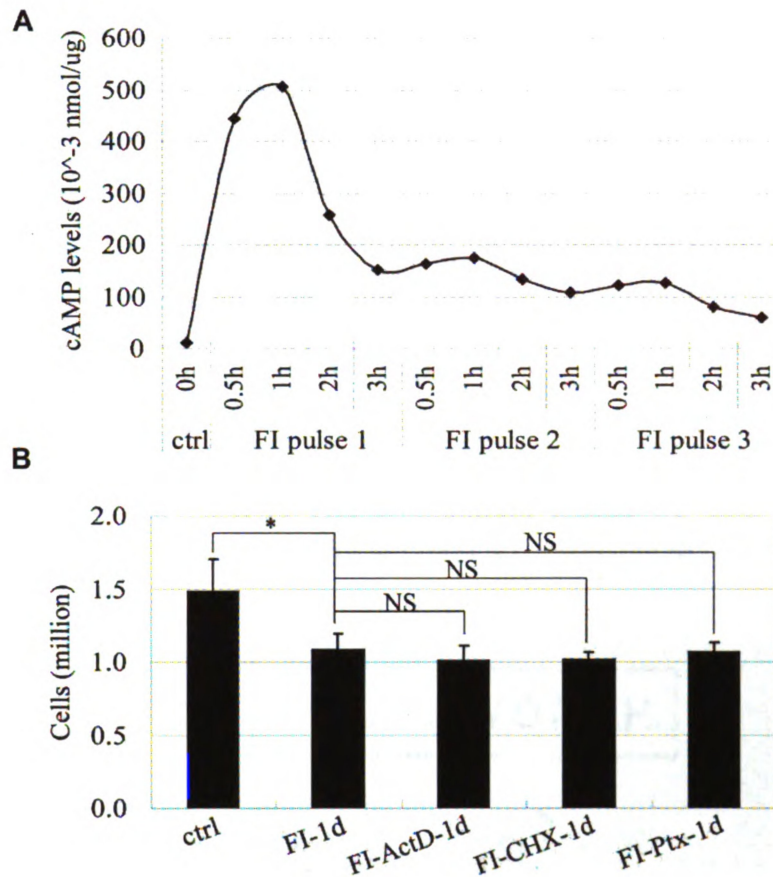 A
cAMP levels (10^-3 nmol/ug)
600
500
400
300
200
100
0
0h
0.5h
1h
2h
3h
0.5h
1h
2h
3h
0.5h
1h
2h
3h
ctrl
FI pulse 1
FI pulse 2
FI pulse 3
B
Cells (million)
2.0
1.5
1.0
0.5
0.0
*
NS
NS
NS
ctrl
FI-1d
FI-ActD-1d
FI-CHX-1d
FI-Ptx-1d